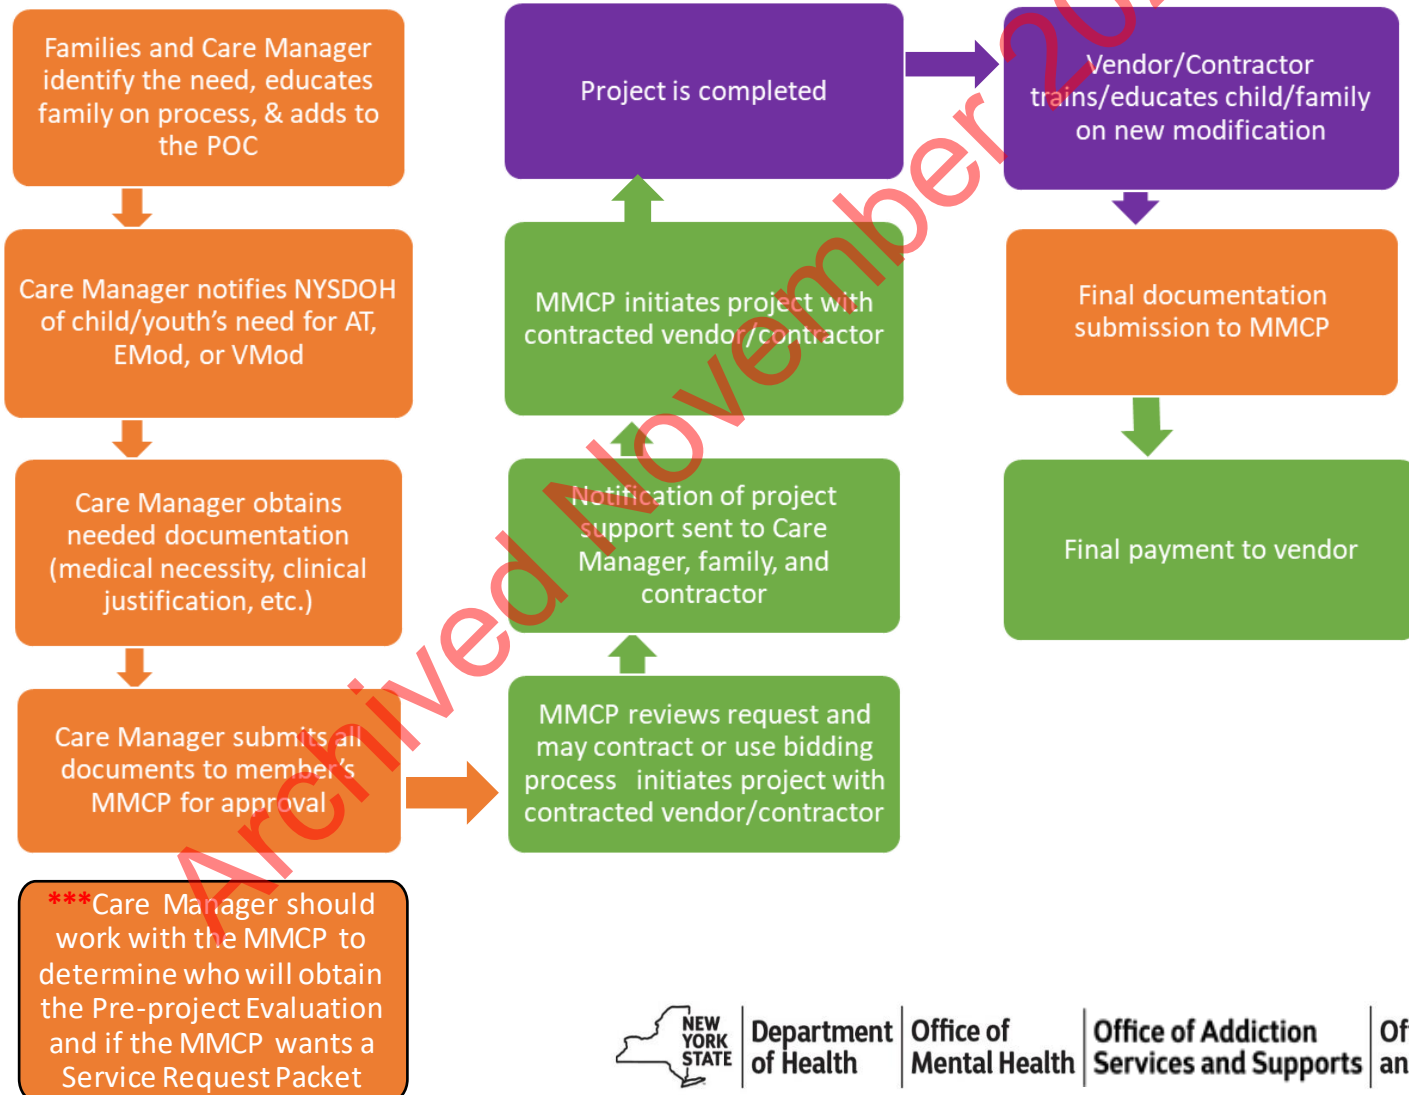 Families and Care Manager
identify the need, educates
family on process, & adds to
the POC
Care Manager notifies NYSDOH
of child/youth's need for AT,
EMod, or VMod
Care Manager obtains
needed documentation
(medical necessity, clinical
justification, etc.)
Care Manager submits all
documents to member's
MMCP for approval
***Care Manager should
work with the MMCP to
determine who will obtain
the Pre-project Evaluation
and if the MMCP wants a
Service Request Packet
Project is completed
MMCP initiates project with
contracted vendor/contractor
Notification of project
support sent to Care
Manager, family, and
contractor
MMCP reviews request and
may contract or use bidding
process initiates project with
contracted vendor/contractor
Vendor/Contractor
trains/educates child/family
on new modification
Final documentation
submission to MMCP
Final payment to vendor
Archived November 20
NEW
YORK
STATE
Department
of Health
Office of
Mental Health
Office of Addiction
Services and Supports
Of
an